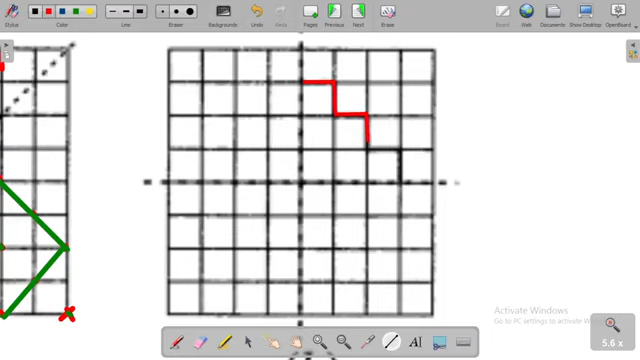 Stylus Color Line Eraser Backgrounds Undo Redo Pages Previous Next Erase Board Web Documents Show Desktop OpenBoard
Activate Windows
Go to PC settings to activate Windows.
5.6 x
AI